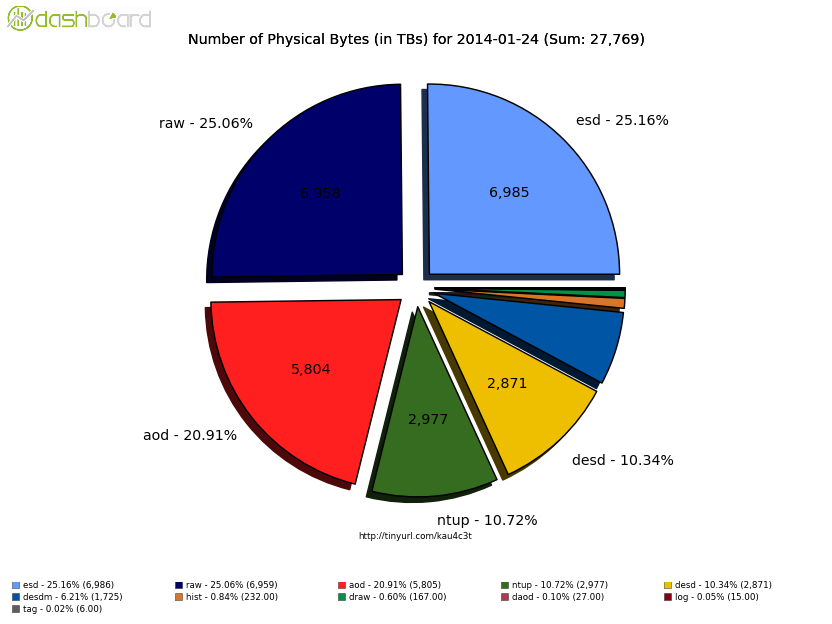 dashboard
Number of Physical Bytes (in TBs) for 2014-01-24 (Sum: 27,769)
raw - 25.06%
esd - 25.16%
6,958
6,985
5,804
2,871
2,977
aod - 20.91%
desd - 10.34%
ntup - 10.72%
http://tinyurl.com/kau4c3t
esd - 25.16% (6,986) raw - 25.06% (6,959) aod - 20.91% (5,805) ntup - 10.72% (2,977) desd - 10.34% (2,871)
desdm - 6.21% (1,725) hist - 0.84% (232.00) draw - 0.60% (167.00) daod - 0.10% (27.00) log - 0.05% (15.00)
tag - 0.02% (6.00)